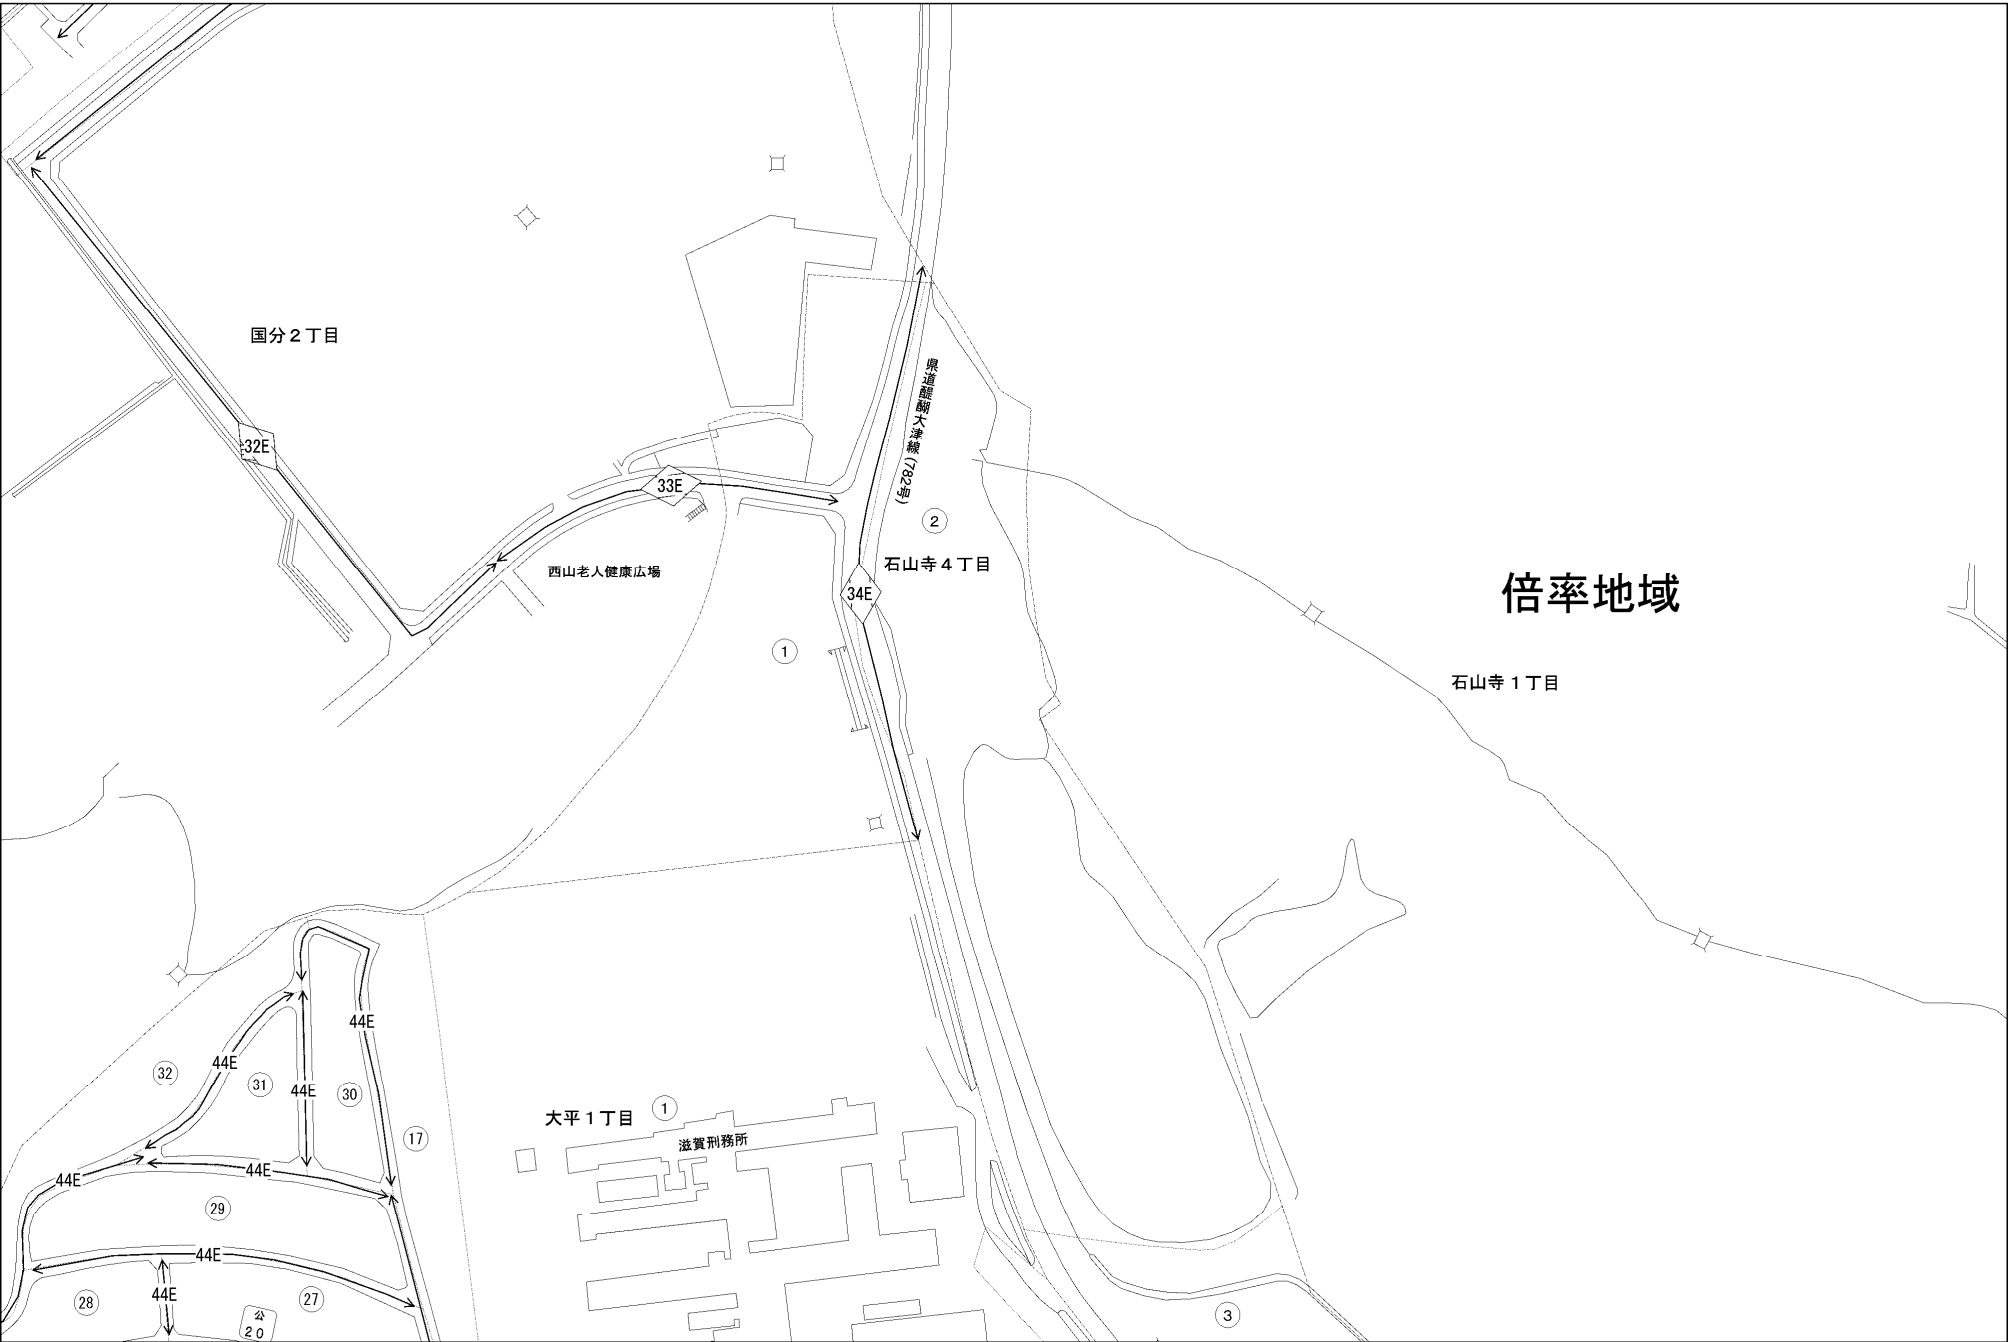 国分２丁目
県道醍醐大津線(782号)
32E
33E
②
西山老人健康広場
石山寺４丁目
34E
倍率地域
①
石山寺１丁目
44E
44E
㉜
㉛
44E
㉚
大平１丁目
①
滋賀刑務所
⑰
44E
44E
㉙
44E
44E
㉘
㉗
公
20
③